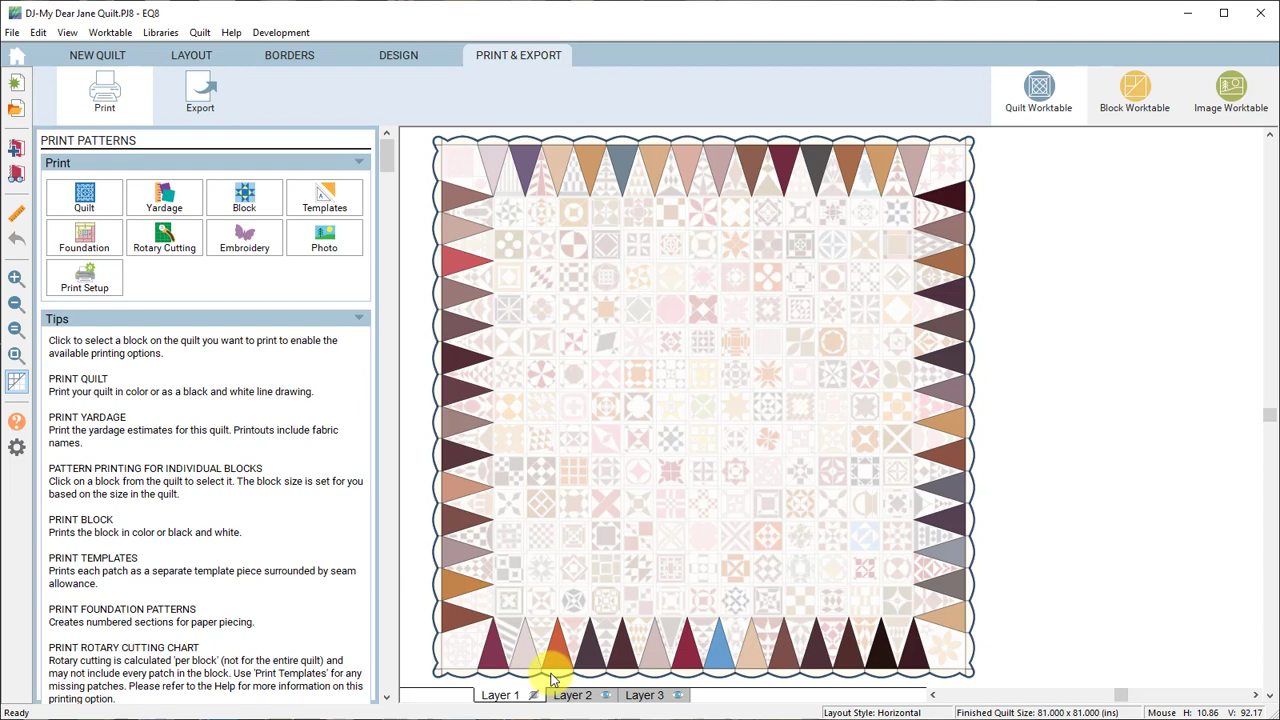 DJ-My Dear Jane Quilt.PJ8 - EQ8
File Edit View Worktable Libraries Quilt Help Development
NEW QUILT LAYOUT BORDERS DESIGN PRINT & EXPORT
Print Export Quilt Worktable Block Worktable Image Worktable
PRINT PATTERNS
Print
Quilt Yardage Block Templates
Foundation Rotary Cutting Embroidery Photo
Print Setup
Tips
Click to select a block on the quilt you want to print to enable the
available printing options.
PRINT QUILT
Print your quilt in color or as a black and white line drawing.
PRINT YARDAGE
Print the yardage estimates for this quilt. Printouts include fabric
names.
PATTERN PRINTING FOR INDIVIDUAL BLOCKS
Click on a block from the quilt to select it. The block size is set for you
based on the size in the quilt.
PRINT BLOCK
Prints the block in color or black and white.
PRINT TEMPLATES
Prints each patch as a separate template piece surrounded by seam
allowance.
PRINT FOUNDATION PATTERNS
Creates numbered sections for paper piecing.
PRINT ROTARY CUTTING CHART
Rotary cutting is calculated 'per block' (not for the entire quilt) and
may not include every patch in the block. Use 'Print Templates' for any
missing patches. Please refer to the Help for more information on this
printing option.
Layer 1 Layer 2 Layer 3
Layout Style: Horizontal Finished Quilt Size: 81.000 x 81.000 (ins) Mouse H: 10.86 V: 92.17